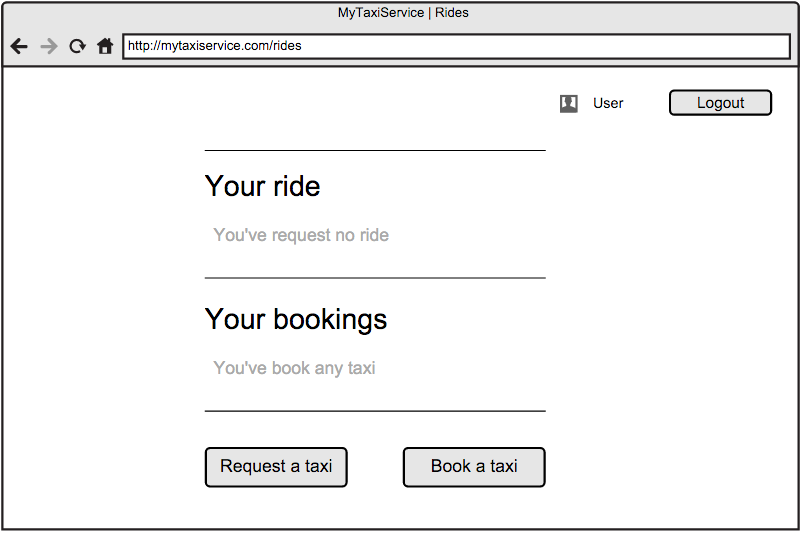 MyTaxiService | Rides
http://mytaxiservice.com/rides
User
Logout
Your ride
You've request no ride
Your bookings
You've book any taxi
Request a taxi
Book a taxi